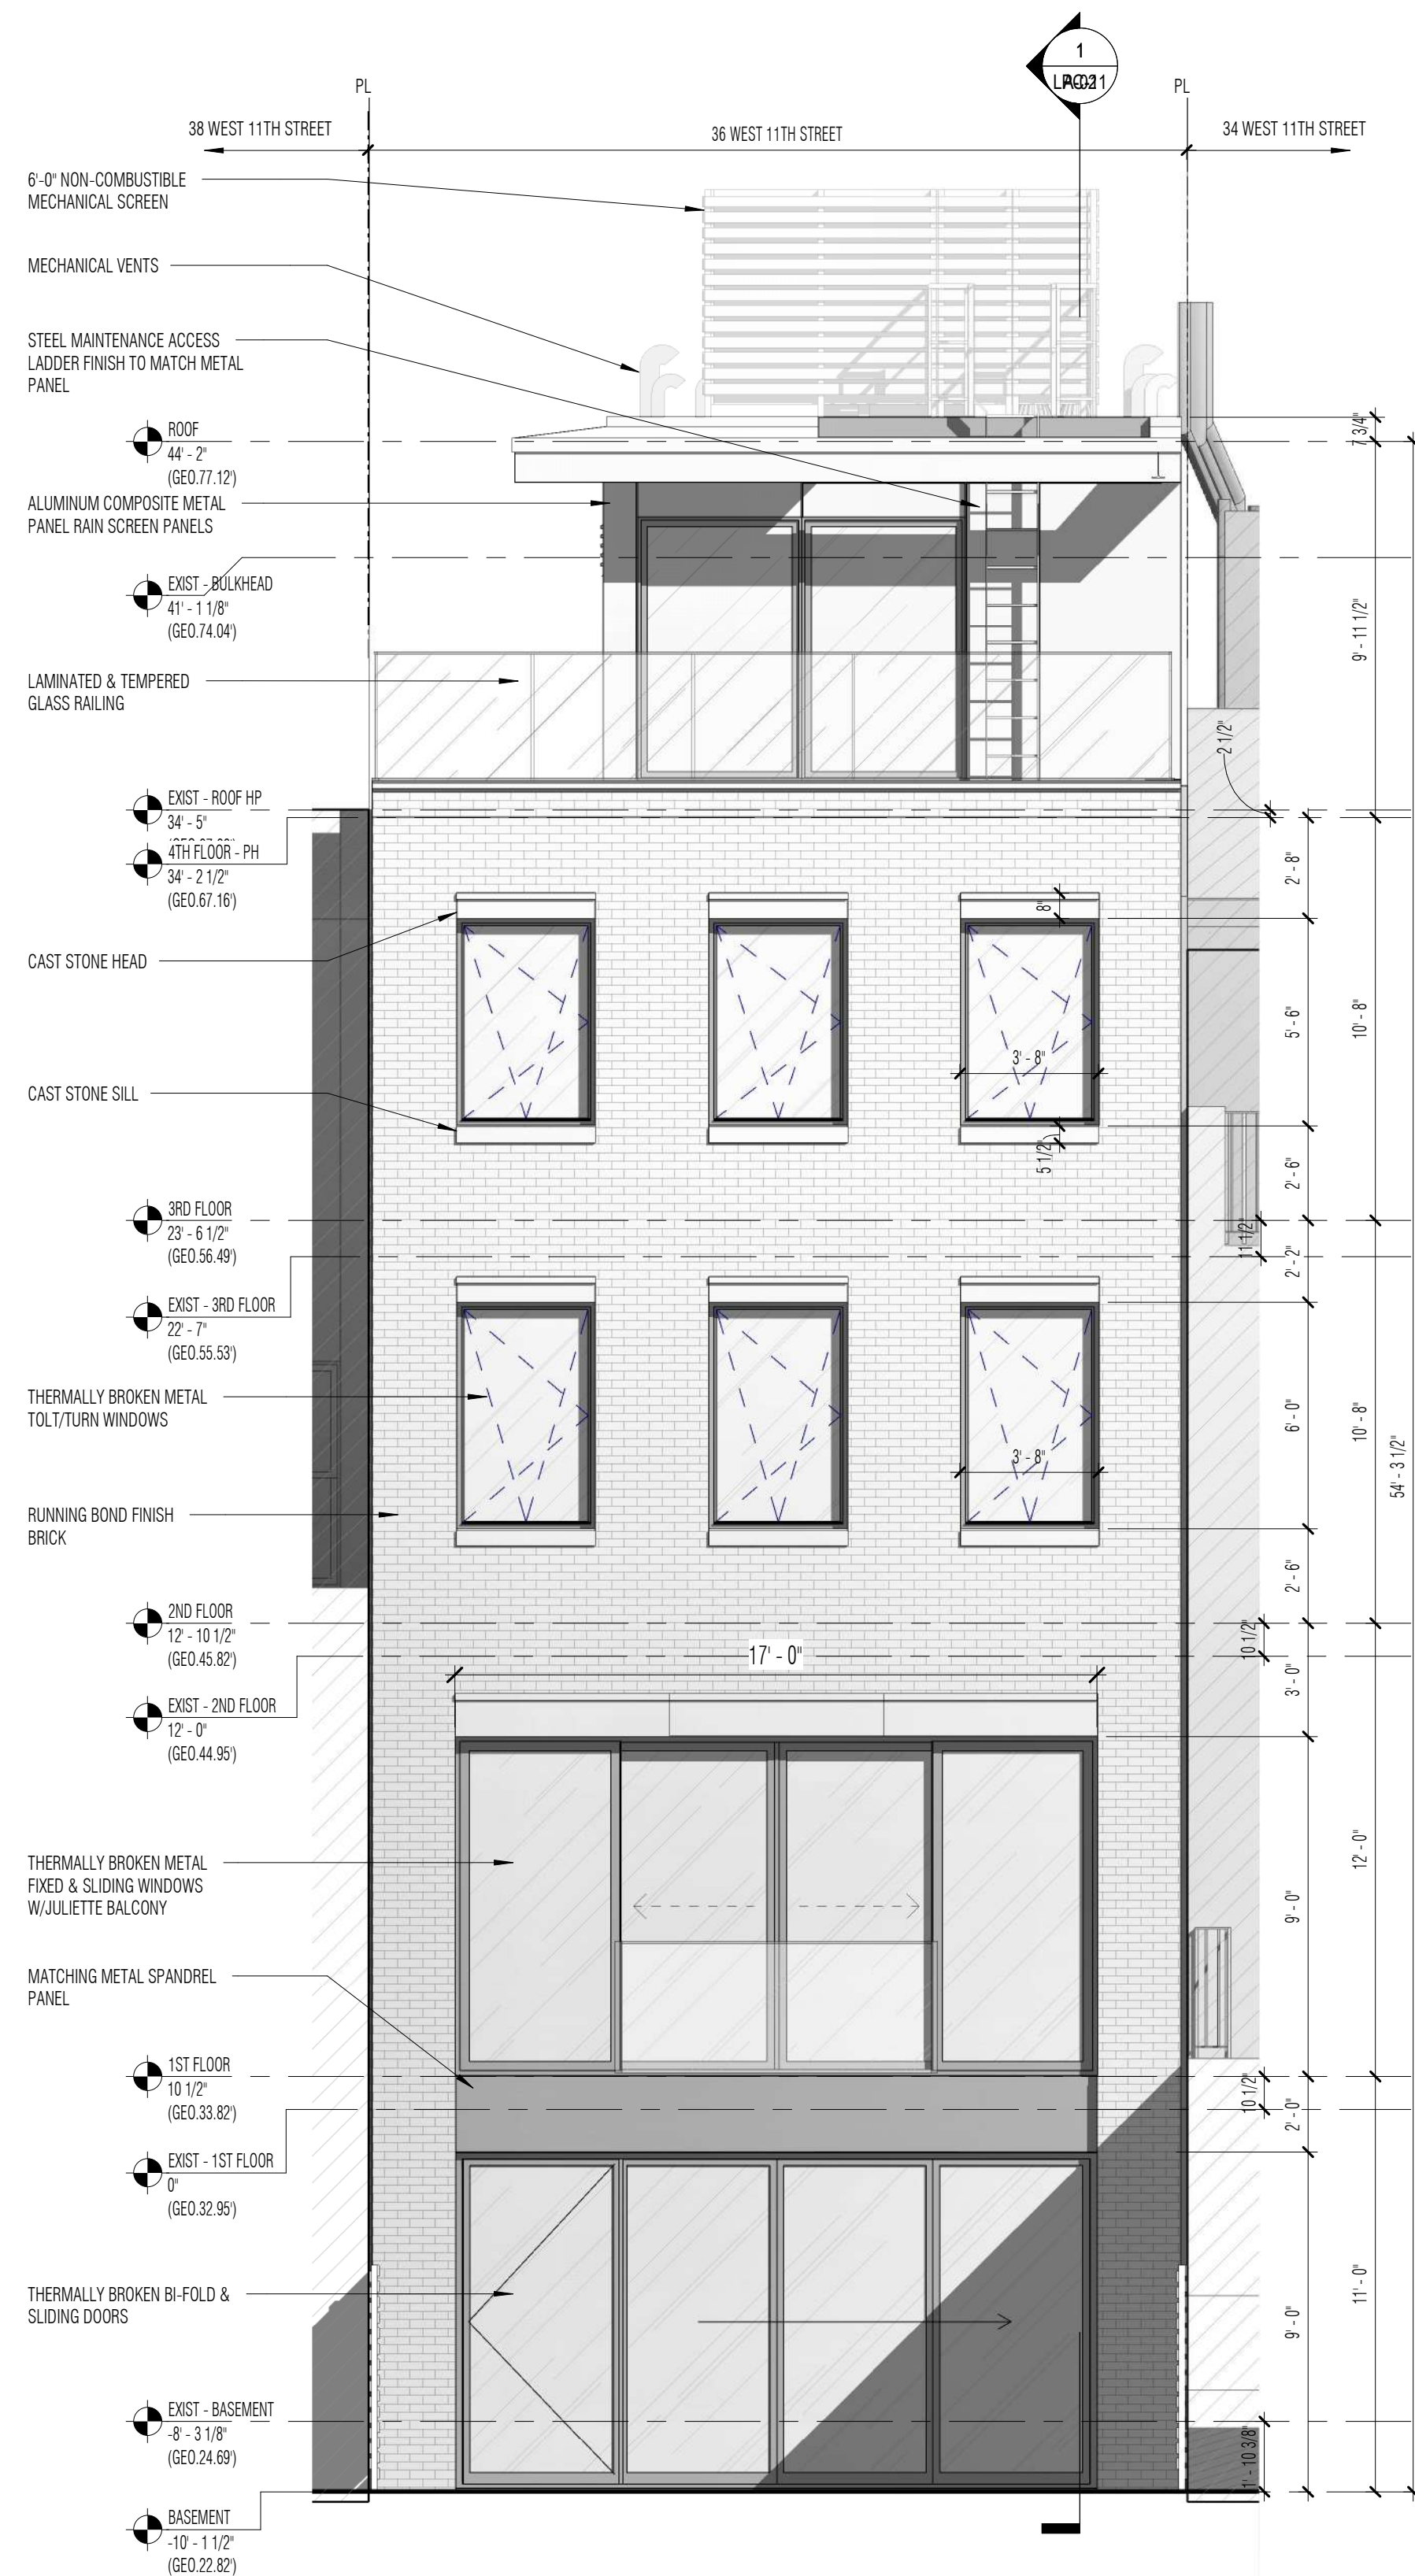 1
PL
PL
38 WEST 11TH STREET
36 WEST 11TH STREET
34 WEST 11TH STREET
6'-0" NON-COMBUSTIBLE
MECHANICAL SCREEN
MECHANICAL VENTS
STEEL MAINTENANCE ACCESS
LADDER FINISH TO MATCH METAL
PANEL
ROOF
44' - 2"
(GEO.77.12')
ALUMINUM COMPOSITE METAL
PANEL RAIN SCREEN PANELS
EXIST - BULKHEAD
41' - 1 1/8"
(GEO.74.04')
LAMINATED & TEMPERED
GLASS RAILING
EXIST - ROOF HP
34' - 5"
4TH FLOOR - PH
34' - 2 1/2"
(GEO.67.16')
CAST STONE HEAD
CAST STONE SILL
3RD FLOOR
23' - 6 1/2"
(GEO.56.49')
EXIST - 3RD FLOOR
22' - 7"
(GEO.55.53')
THERMALLY BROKEN METAL
TOLT/TURN WINDOWS
RUNNING BOND FINISH
BRICK
2ND FLOOR
12' - 10 1/2"
(GEO.45.82')
EXIST - 2ND FLOOR
12' - 0"
(GEO.44.95')
THERMALLY BROKEN METAL
FIXED & SLIDING WINDOWS
W/JULIETTE BALCONY
MATCHING METAL SPANDREL
PANEL
1ST FLOOR
10 1/2"
(GEO.33.82')
EXIST - 1ST FLOOR
0"
(GEO.32.95')
THERMALLY BROKEN BI-FOLD &
SLIDING DOORS
EXIST - BASEMENT
-8' - 3 1/8"
(GEO.24.69')
BASEMENT
-10' - 1 1/2"
(GEO.22.82')
8"
3' - 8"
5 1/2"
3' - 8"
17' - 0"
7 3/4"
9' - 11 1/2"
2 1/2"
2' - 8"
5' - 6"
10' - 8"
2' - 6"
11 1/2"
2' - 2"
6' - 0"
10' - 8"
54' - 3 1/2"
2' - 6"
10 1/2"
3' - 0"
9' - 0"
12' - 0"
10 1/2"
2' - 0"
9' - 0"
11' - 0"
1' - 10 3/8"